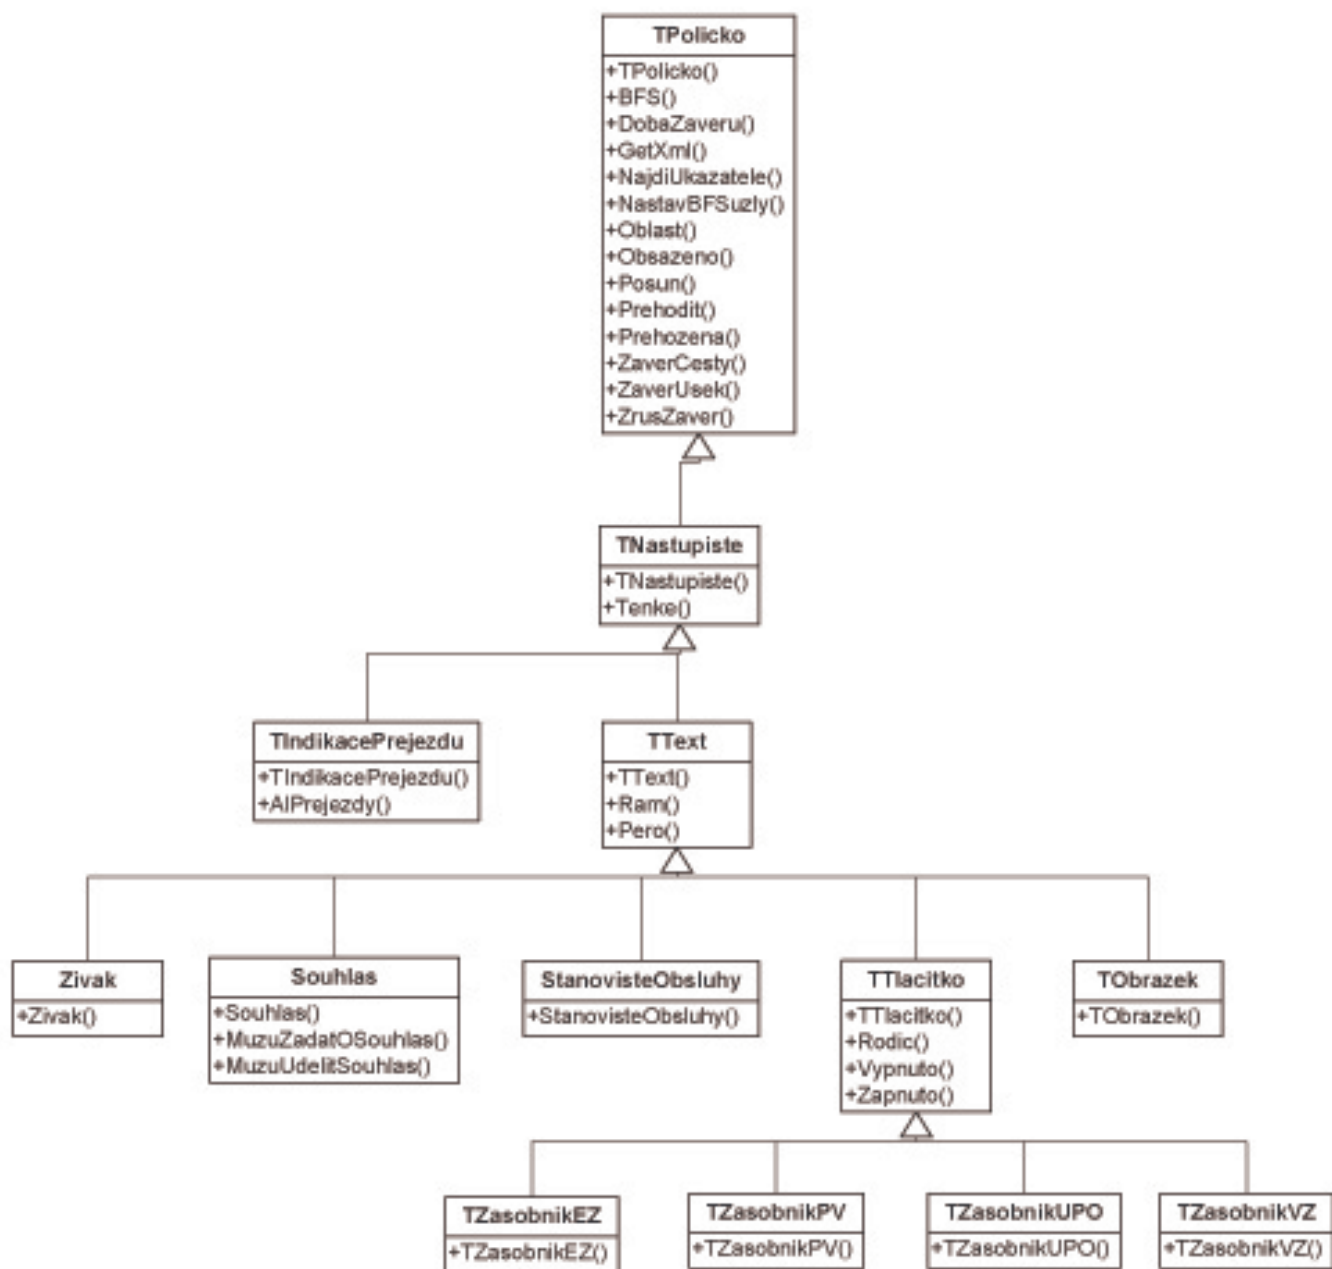 TPolicko
+TPolicko()
+BFS()
+DobaZaveru()
+GetXml()
+NajdiUkazatele()
+NastavBFSuzly()
+Oblast()
+Obsazeno()
+Posun()
+Prehodit()
+Prehozena()
+ZaverCesty()
+ZaverUsek()
+ZrusZaver()
TNastupiste
+TNastupiste()
+Tenke()
TIndikacePrejezdu
+TIndikacePrejezdu()
+AIPrejezdy()
TText
+TText()
+Ram()
+Pero()
Zivak
+Zivak()
Souhlas
+Souhlas()
+MuzuZadatOSouhlas()
+MuzuUdelitSouhlas()
StanovisteObsluhy
+StanovisteObsluhy()
TTlacitko
+TTlacitko()
+Rodic()
+Vypnuto()
+Zapnuto()
TObrazek
+TObrazek()
TZasobnikEZ
+TZasobnikEZ()
TZasobnikPV
+TZasobnikPV()
TZasobnikUPO
+TZasobnikUPO()
TZasobnikVZ
+TZasobnikVZ()